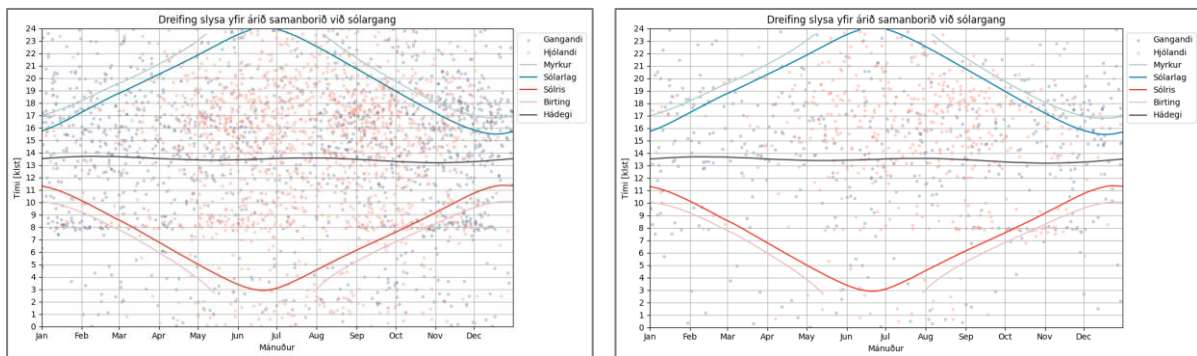 Dreifing slysa yfir árið samanborið við sólargang
24
23
22
21
20
19
18
17
16
15
14
13
12
11
10
9
8
7
6
5
4
3
2
1
0
Tími [klst]
Jan Feb Mar Apr May Jun Jul Aug Sep Oct Nov Dec
Mánuður
Gangandi
Hjólandi
Myrkur
Sólarlag
Sólris
Birting
Hádegi
Dreifing slysa yfir árið samanborið við sólargang
24
23
22
21
20
19
18
17
16
15
14
13
12
11
10
9
8
7
6
5
4
3
2
1
0
Tími [klst]
Jan Feb Mar Apr May Jun Jul Aug Sep Oct Nov Dec
Mánuður
Gangandi
Hjólandi
Myrkur
Sólarlag
Sólris
Birting
Hádegi